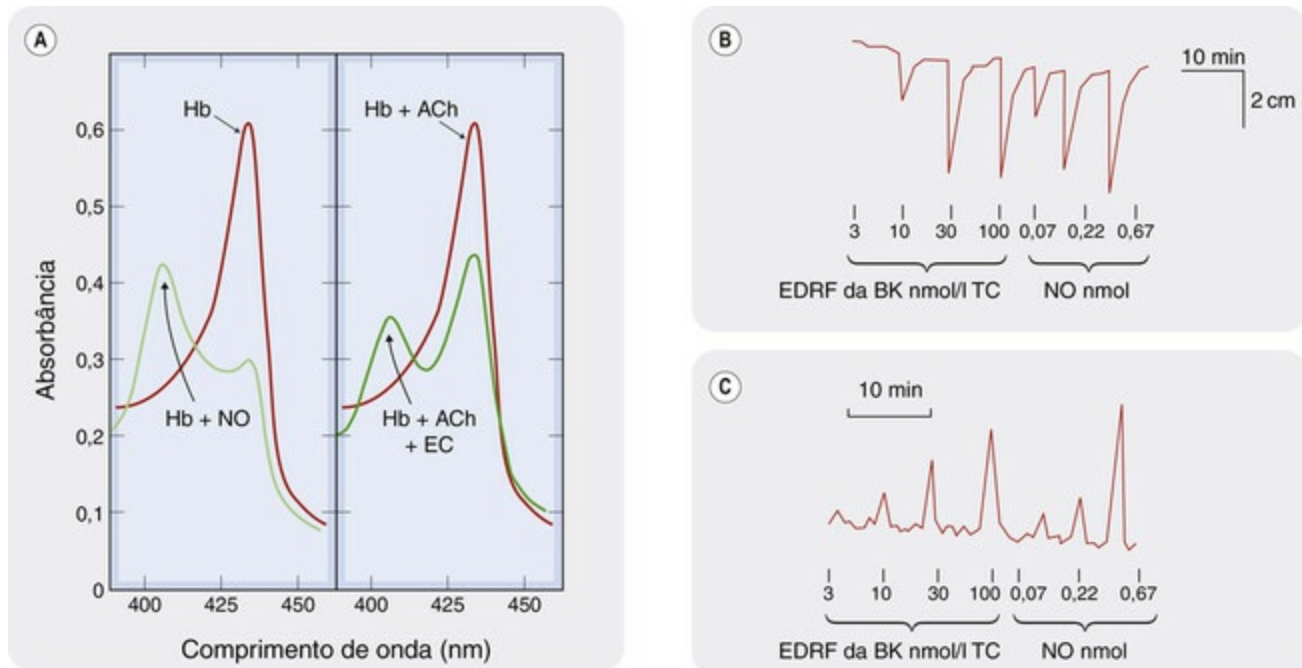 A
Absorbância
0,6
0,5
0,4
0,3
0,2
0,1
0
Hb
Hb + NO
400 425 450
Hb + ACh
Hb + ACh
+ EC
400 425 450
Comprimento de onda (nm)
B
10 min
2 cm
3 10 30 100 0,07 0,22 0,67
EDRF da BK nmol/l TC NO nmol
C
10 min
3 10 30 100 0,07 0,22 0,67
EDRF da BK nmol/l TC NO nmol